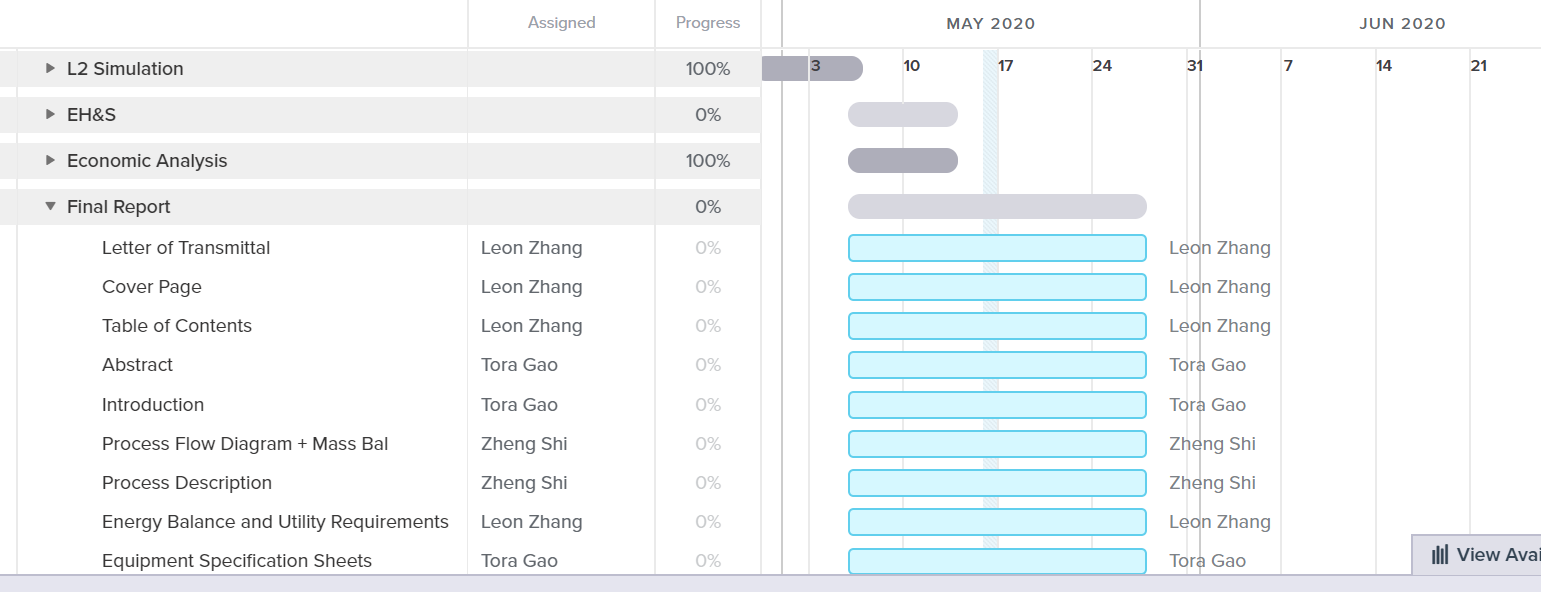 Assigned Progress MAY 2020 JUN 2020
L2 Simulation 100% 3 10 17 24 31 7 14 21
EH&S 0%
Economic Analysis 100%
Final Report 0%
Letter of Transmittal Leon Zhang 0% Leon Zhang
Cover Page Leon Zhang 0% Leon Zhang
Table of Contents Leon Zhang 0% Leon Zhang
Abstract Tora Gao 0% Tora Gao
Introduction Tora Gao 0% Tora Gao
Process Flow Diagram + Mass Bal Zheng Shi 0% Zheng Shi
Process Description Zheng Shi 0% Zheng Shi
Energy Balance and Utility Requirements Leon Zhang 0% Leon Zhang
Equipment Specification Sheets Tora Gao 0% Tora Gao
View Avai